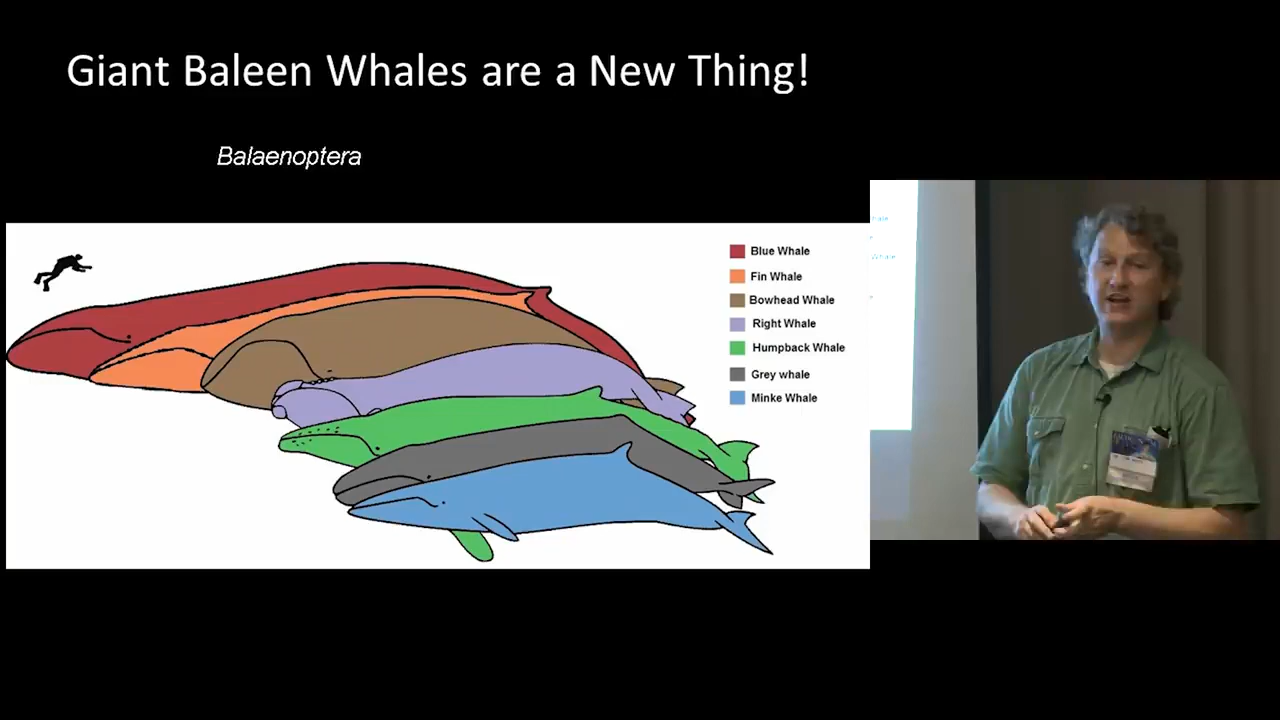 Giant Baleen Whales are a New Thing!
Balaenoptera
Blue Whale
Fin Whale
Bowhead Whale
Right Whale
Humpback Whale
Grey whale
Minke Whale